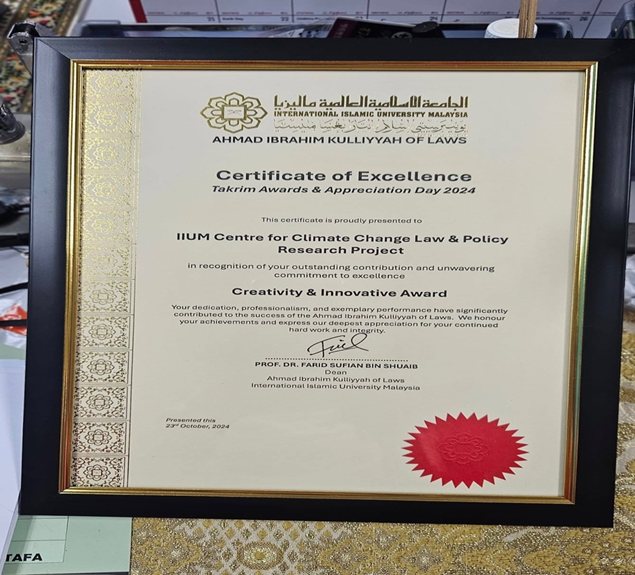 الجامعة الإسلامية العالمية ماليزيا
INTERNATIONAL ISLAMIC UNIVERSITY MALAYSIA
AHMAD IBRAHIM KULLIYYAH OF LAWS
Certificate of Excellence
Takrim Awards & Appreciation Day 2024
This certificate is proudly presented to
IIUM Centre for Climate Change Law & Policy
Research Project
in recognition of your outstanding contribution and unwavering
commitment to excellence
Creativity & Innovative Award
Your dedication, professionalism, and exemplary performance have significantly
contributed to the success of the Ahmad Ibrahim Kulliyyah of Laws. We honour
your achievements and express our deepest appreciation for your continued
hard work and integrity.
PROF. DR. FARID SUFIAN BIN SHUAIB
Dean
Ahmad Ibrahim Kulliyyah of Laws
International Islamic University Malaysia
Presented this
23rd October, 2024
TAFA